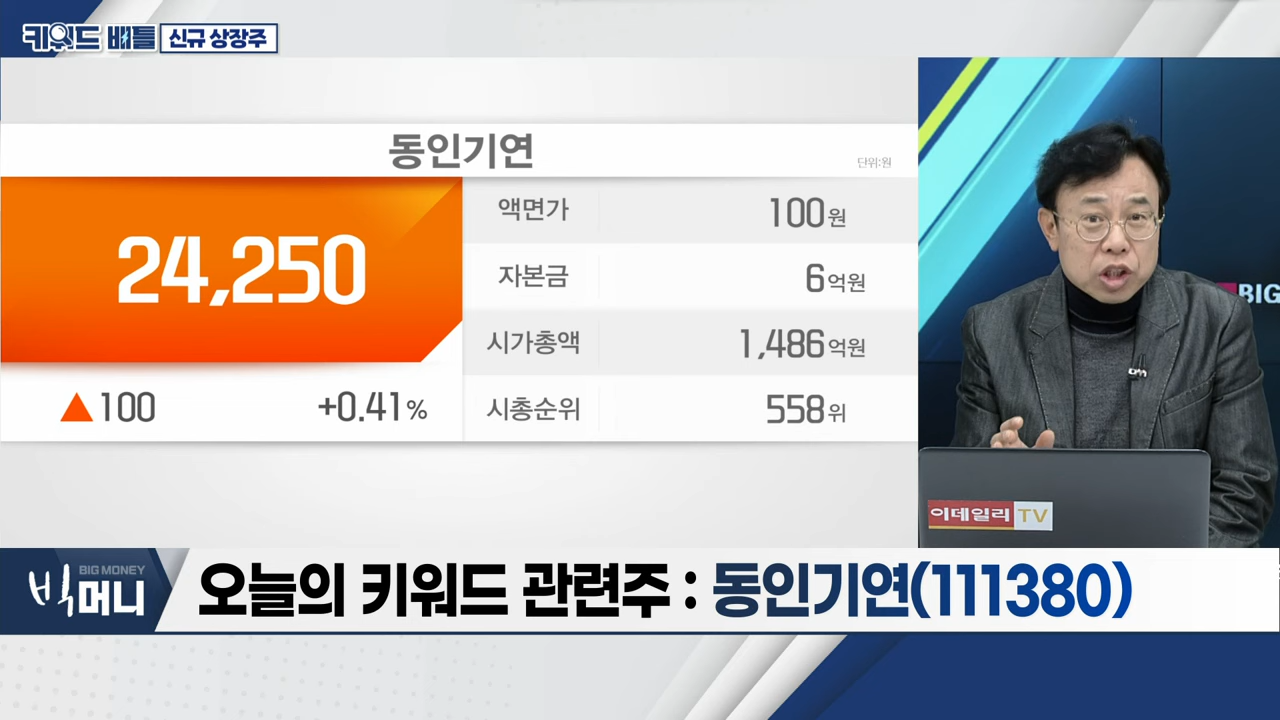 키워드 배틀 신규 상장주
동인기연
단위:원
24,250
▲100 +0.41%
액면가 100원
자본금 6억원
시가총액 1,486억원
시총순위 558위
BIG
이데일리TV
BIG MONEY
빅머니
오늘의 키워드 관련주 : 동인기연(111380)